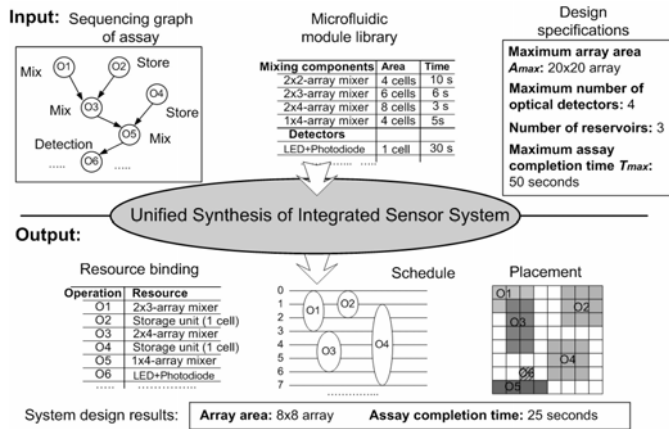 Input:
Sequencing graph
of assay
O1
O2
Store
Mix
O3
O4
Mix
Store
O5
Mix
Detection
O6
..... .....
Microfluidic
module library
Mixing components Area Time
2x2-array mixer 4 cells 10 s
2x3-array mixer 6 cells 6 s
2x4-array mixer 8 cells 3 s
1x4-array mixer 4 cells 5s
Detectors
LED+Photodiode 1 cell 30 s
Design
specifications
Maximum array area
Amax: 20x20 array
Maximum number of
optical detectors: 4
Number of reservoirs: 3
Maximum assay
completion time Tmax:
50 seconds
Unified Synthesis of Integrated Sensor System
Output:
Resource binding
Operation Resource
O1 2x3-array mixer
O2 Storage unit (1 cell)
O3 2x4-array mixer
O4 Storage unit (1 cell)
O5 1x4-array mixer
O6 LED+Photodiode
Schedule
0
1
2
3
4
5
6
7
O1
O2
O3
O4
Placement
O1
O2
O3
O4
O6
O5
System design results:
Array area: 8x8 array Assay completion time: 25 seconds